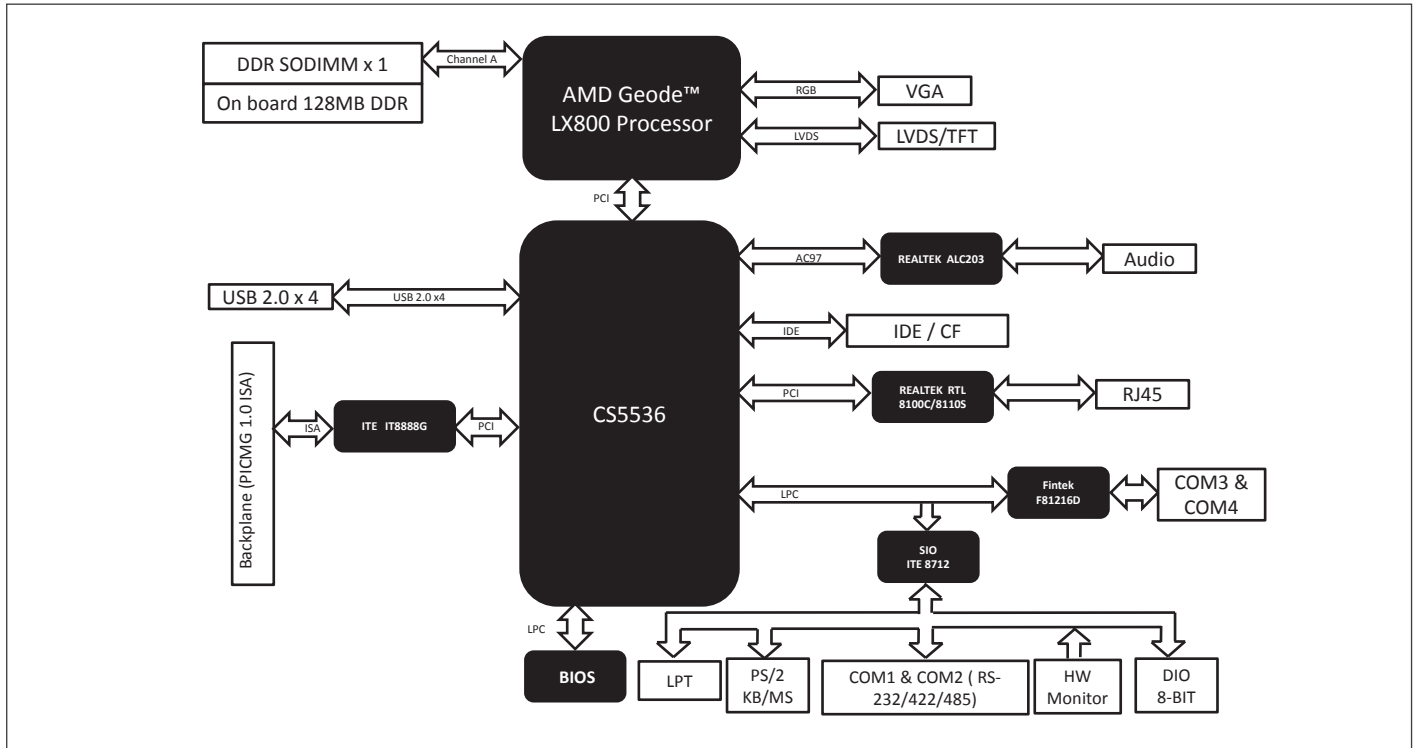 DDR SODIMM x 1
On board 128MB DDR
Channel A
AMD Geode™
LX800 Processor
RGB
VGA
LVDS
LVDS/TFT
PCI
CS5536
AC97
REALTEK ALC203
Audio
USB 2.0 x 4
USB 2.0 x4
IDE
IDE / CF
PCI
REALTEK RTL
8100C/8110S
RJ45
Backplane (PICMG 1.0 ISA)
ISA
ITE IT8888G
PCI
LPC
Fintek
F81216D
COM3 &
COM4
SIO
ITE 8712
LPC
BIOS
LPT
PS/2
KB/MS
COM1 & COM2 ( RS-
232/422/485)
HW
Monitor
DIO
8-BIT